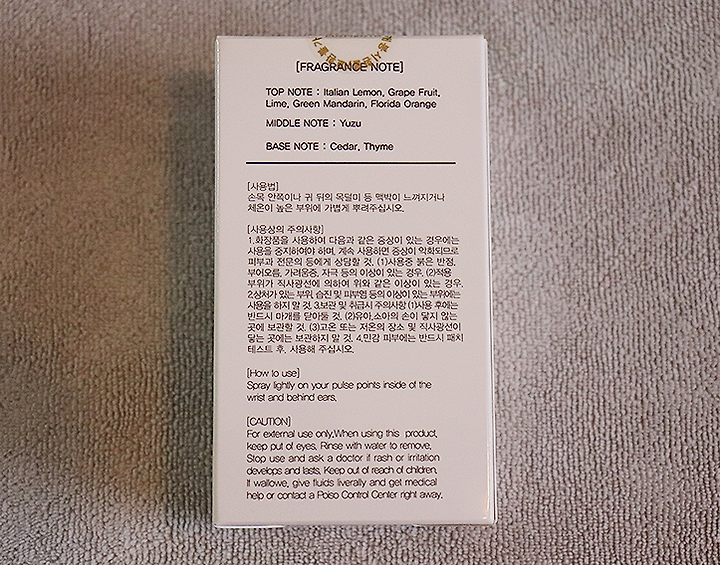 [FRAGRANCE NOTE]
TOP NOTE : Italian Lemon, Grape Fruit,
Lime, Green Mandarin, Florida Orange
MIDDLE NOTE : Yuzu
BASE NOTE : Cedar, Thyme
[사용법]
손목 안쪽이나 귀 뒤의 목덜미 등 맥박이 느껴지거나
체온이 높은 부위에 가볍게 뿌려주십시오.
[사용상의 주의사항]
1.화장품을 사용하여 다음과 같은 증상이 있는 경우에는
사용을 중지하여야 하며, 계속 사용하면 증상이 악화되므로
피부과 전문의 등에게 상담할 것. (1)사용중 붉은 반점,
부어오름, 가려움증, 자극 등의 이상이 있는 경우. (2)적용
부위가 직사광선에 의하여 위와 같은 이상이 있는 경우.
2.상처가 있는 부위, 습진 및 피부염 등의 이상이 있는 부위에는
사용을 하지 말 것. 3.보관 및 취급시 주의사항 (1)사용 후에는
반드시 마개를 닫아둘 것. (2)유아,소아의 손이 닿지 않는
곳에 보관할 것. (3)고온 또는 저온의 장소 및 직사광선이
닿는 곳에는 보관하지 말 것. 4.민감 피부에는 반드시 패치
테스트 후, 사용해 주십시오.
[How to use]
Spray lightly on your pulse points inside of the
wrist and behind ears.
[CAUTION]
For external use only.When using this product,
keep put of eyes, Rinse with water to remove.
Stop use and ask a doctor if rash or irritation
develops and lasts. Keep out of reach of children.
If wallowe, give fluids liverally and get medical
help or contact a Poiso Control Center right away.